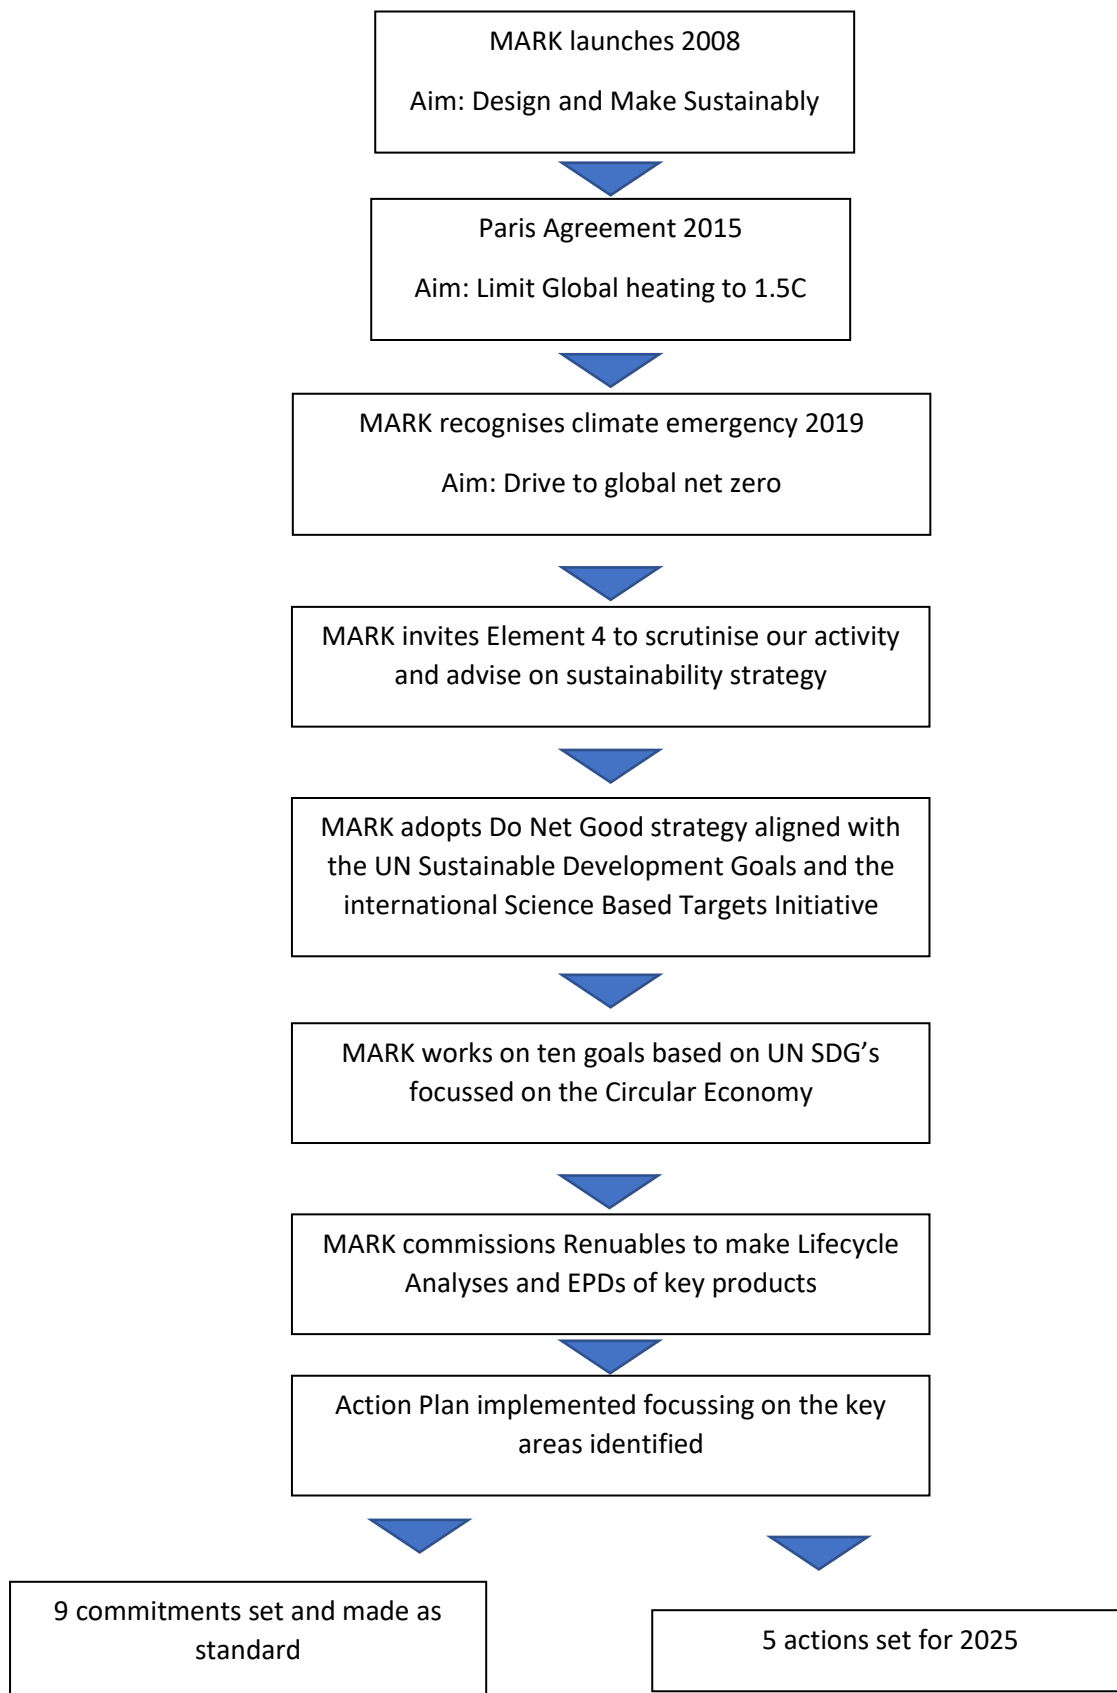 MARK launches 2008
Aim: Design and Make Sustainably
Paris Agreement 2015
Aim: Limit Global heating to 1.5C
MARK recognises climate emergency 2019
Aim: Drive to global net zero
MARK invites Element 4 to scrutinise our activity
and advise on sustainability strategy
MARK adopts Do Net Good strategy aligned with
the UN Sustainable Development Goals and the
international Science Based Targets Initiative
MARK works on ten goals based on UN SDG’s
focussed on the Circular Economy
MARK commissions Renuables to make Lifecycle
Analyses and EPDs of key products
Action Plan implemented focussing on the key
areas identified
9 commitments set and made as
standard
5 actions set for 2025